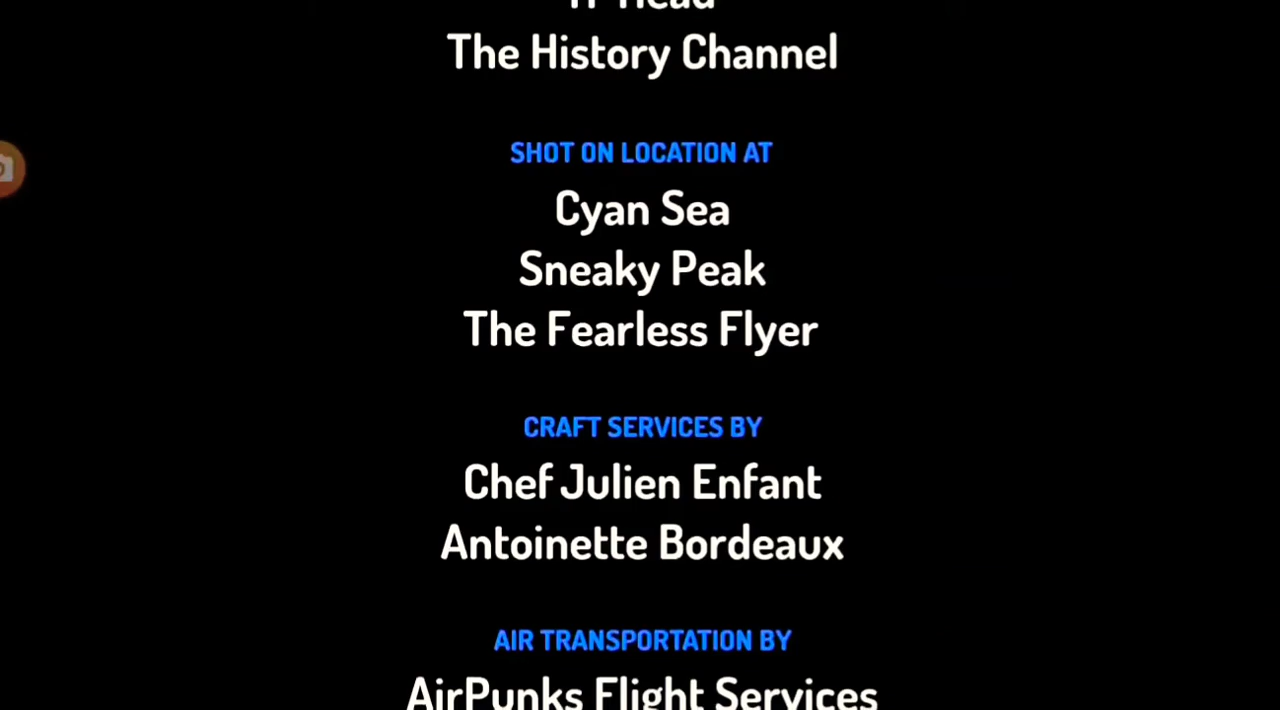 Head
The History Channel
SHOT ON LOCATION AT
Cyan Sea
Sneaky Peak
The Fearless Flyer
CRAFT SERVICES BY
Chef Julien Enfant
Antoinette Bordeaux
AIR TRANSPORTATION BY
AirPunks Flight Services